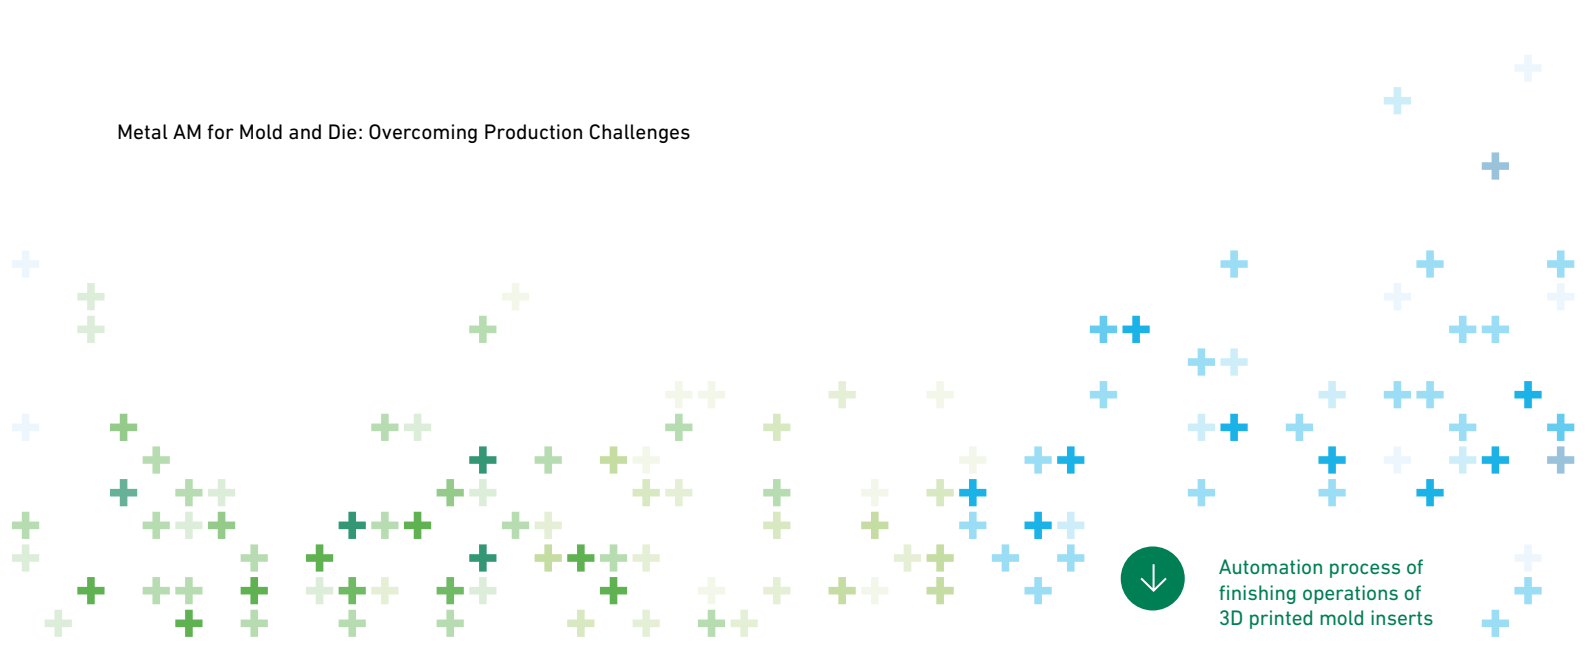 Metal AM for Mold and Die: Overcoming Production Challenges
Automation process of
finishing operations of
3D printed mold inserts